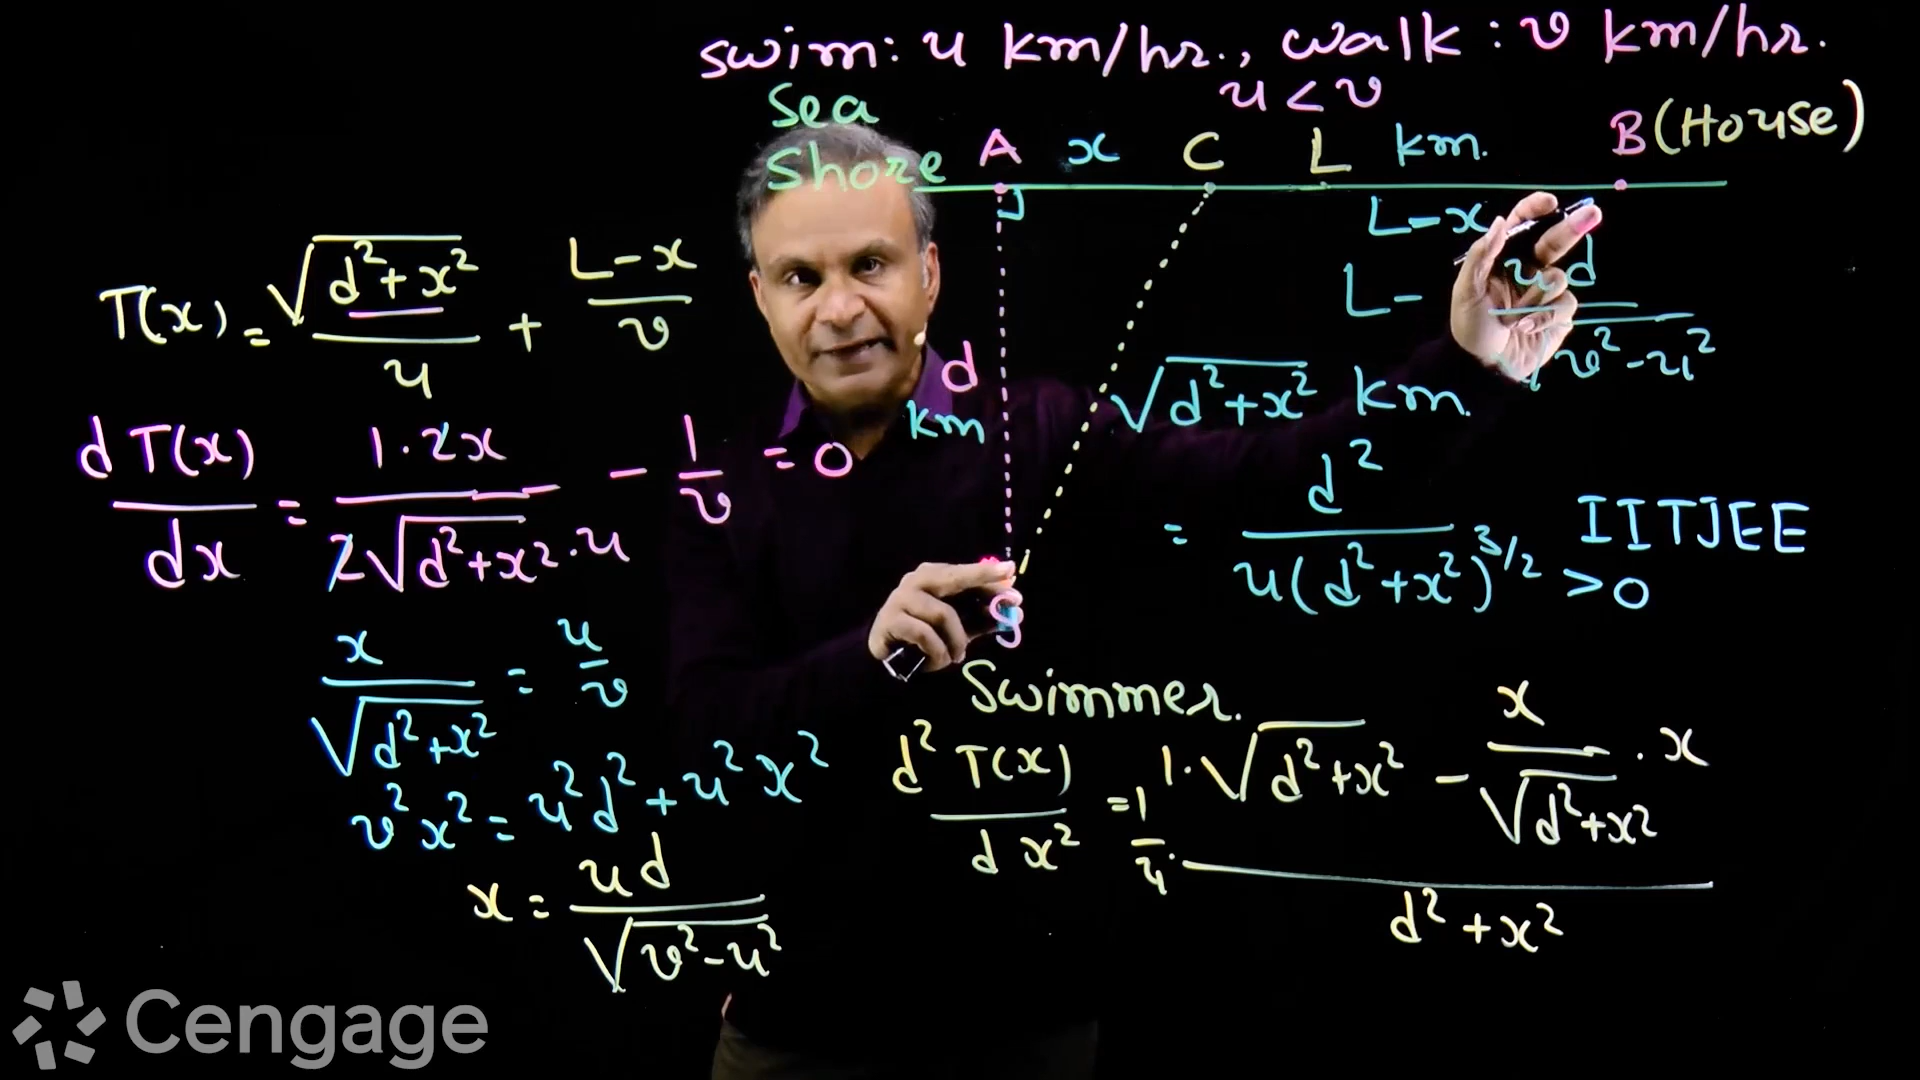 swim: u km/hr., walk: v km/hr.
u < v
Sea
Shore A x C L km. B (House)
L-x
L- ud/√(v²-u²)
T(x) = √(d²+x²)/u + (L-x)/v
d
km
√(d²+x²) km.
dT(x)/dx = 1·2x/(2√(d²+x²)·u) - 1/v = 0
= d²/(u(d²+x²)^3/2) > 0
IITJEE
S
Swimmer.
x/√(d²+x²) = u/v
v²x² = u²d² + u²x²
x = ud/√(v²-u²)
d²T(x)/dx² = 1/u · (1·√(d²+x²) - x/√(d²+x²) · x)/(d²+x²)
Cengage